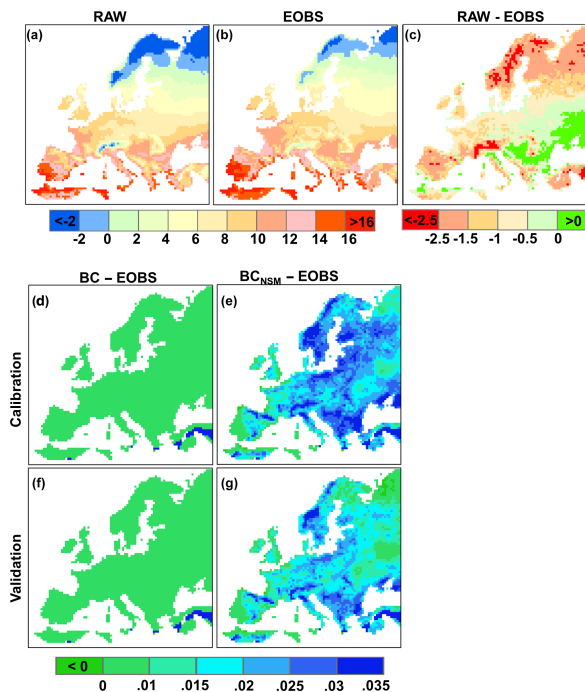 RAW EOBS RAW - EOBS
(a) (b) (c)
<-2 >16 <-2.5 >0
-2 0 2 4 6 8 10 12 14 16 -2.5 -1.5 -1 -0.5 0
BC – EOBS BCNSM – EOBS
(d) (e)
Calibration
(f) (g)
Validation
< 0
0 .01 .015 .02 .025 .03 .035